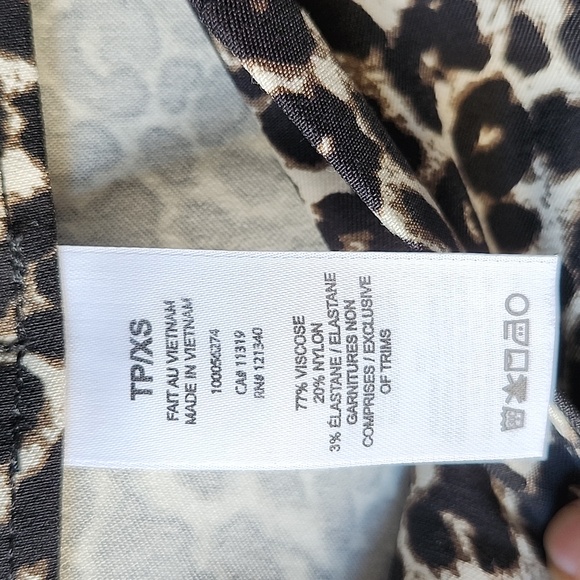 TP/XS
FAIT AU VIETNAM
MADE IN VIETNAM
100056274
CA# 11319
RN# 121340
77% VISCOSE
20% NYLON
3% ÉLASTANE / ELASTANE
GARNITURES NON
COMPRISES / EXCLUSIVE
OF TRIMS